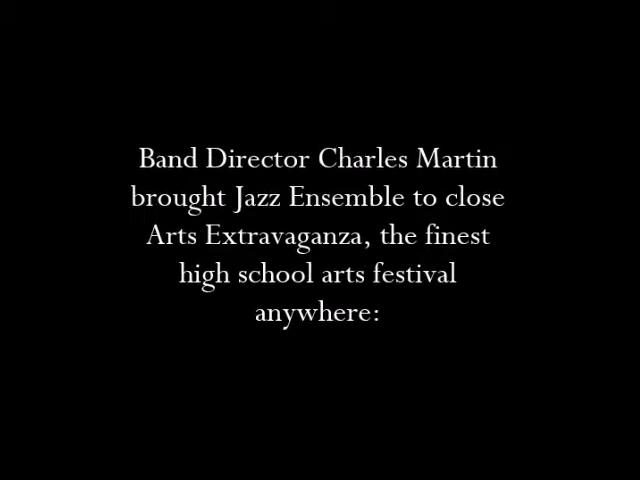 Band Director Charles Martin
brought Jazz Ensemble to close
Arts Extravaganza, the finest
high school arts festival
anywhere: